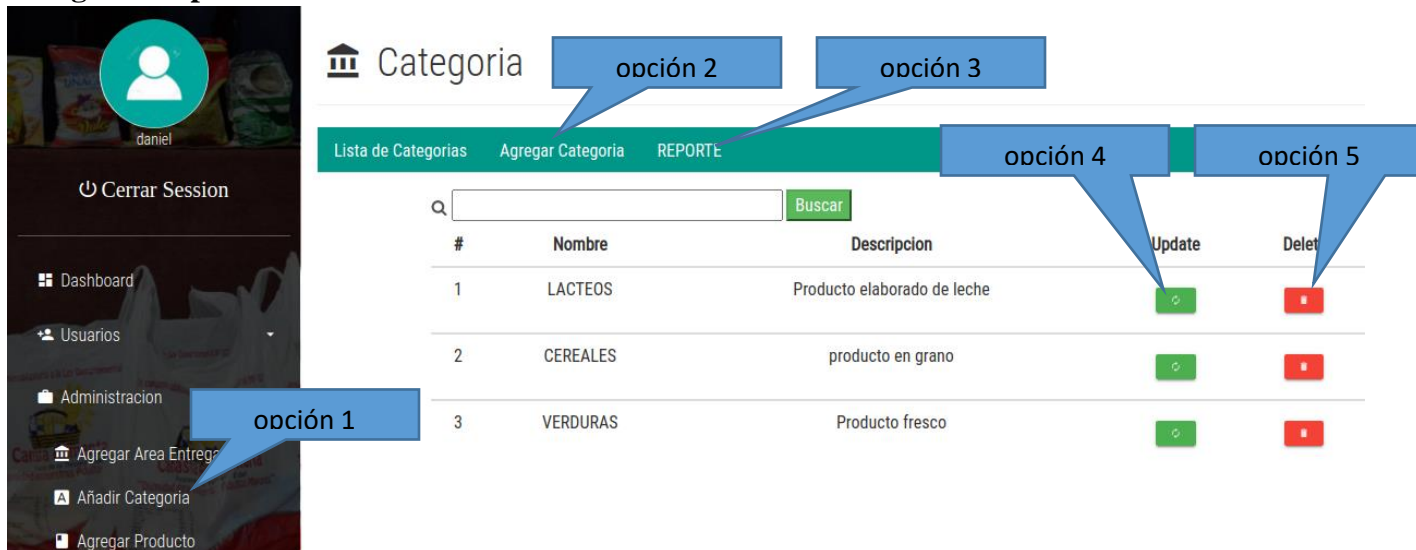 daniel
Cerrar Session
Dashboard
Usuarios
Administracion
opción 1
Agregar Area Entrega
Añadir Categoria
Agregar Producto
Categoria
opción 2
opción 3
Lista de Categorias Agregar Categoria REPORTE
opción 4
opción 5
Buscar
# Nombre Descripcion Update Delet
1 LACTEOS Producto elaborado de leche
2 CEREALES producto en grano
3 VERDURAS Producto fresco